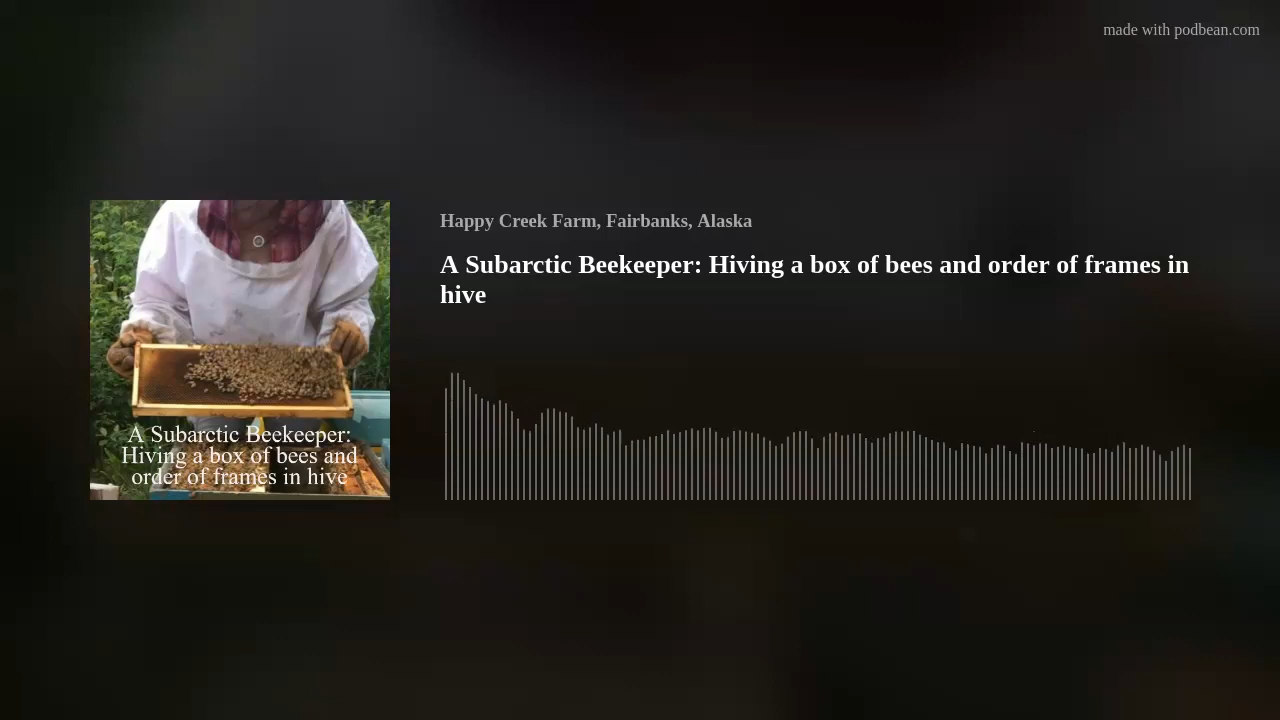 made with podbean.com
Happy Creek Farm, Fairbanks, Alaska
A Subarctic Beekeeper: Hiving a box of bees and order of frames in
hive
A Subarctic Beekeeper:
Hiving a box of bees and
order of frames in hive